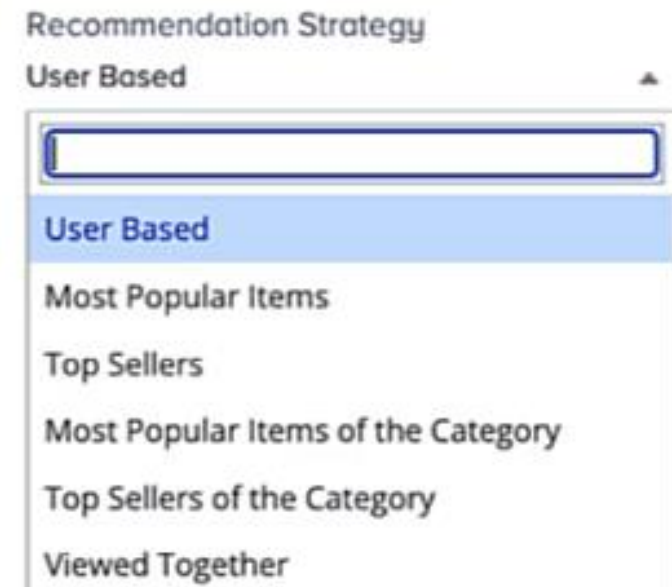 Recommendation Strategy
User Based
User Based
Most Popular Items
Top Sellers
Most Popular Items of the Category
Top Sellers of the Category
Viewed Together